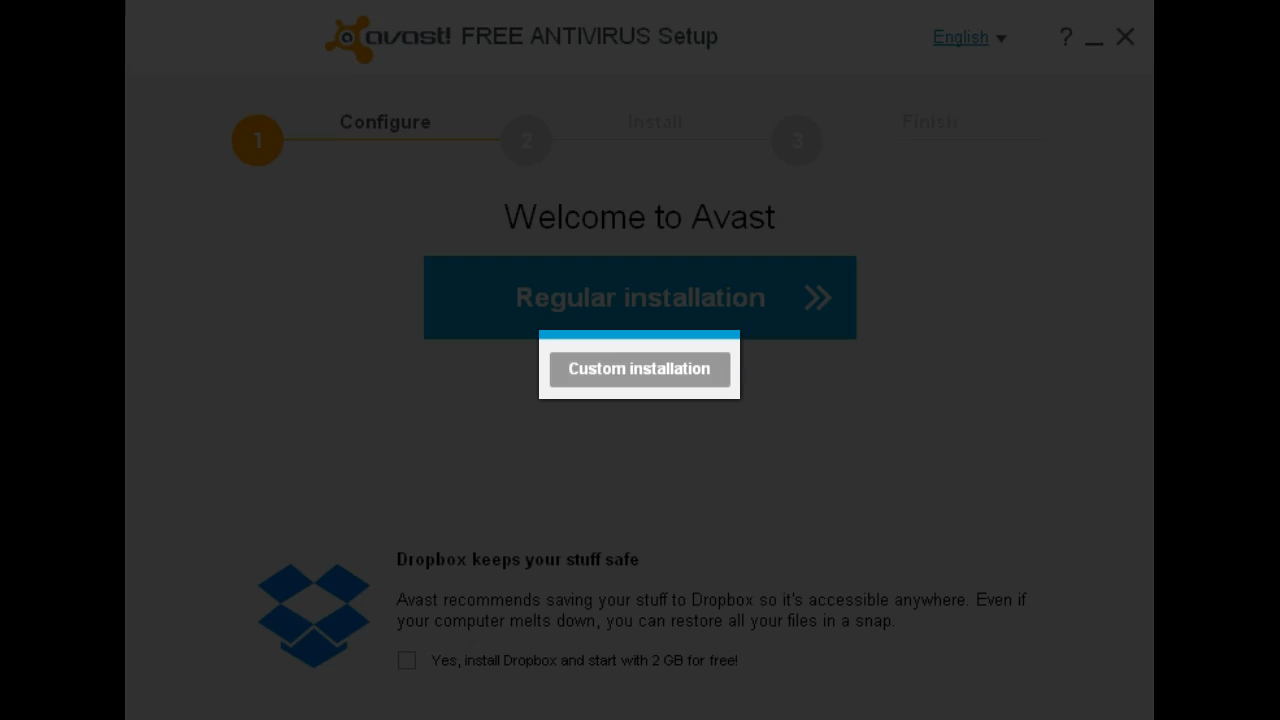 avast! FREE ANTIVIRUS Setup
English
?
1 Configure 2 Install 3 Finish
Welcome to Avast
Regular installation
Custom installation
Dropbox keeps your stuff safe
Avast recommends saving your stuff to Dropbox so it's accessible anywhere. Even if
your computer melts down, you can restore all your files in a snap.
Yes, install Dropbox and start with 2 GB for free!